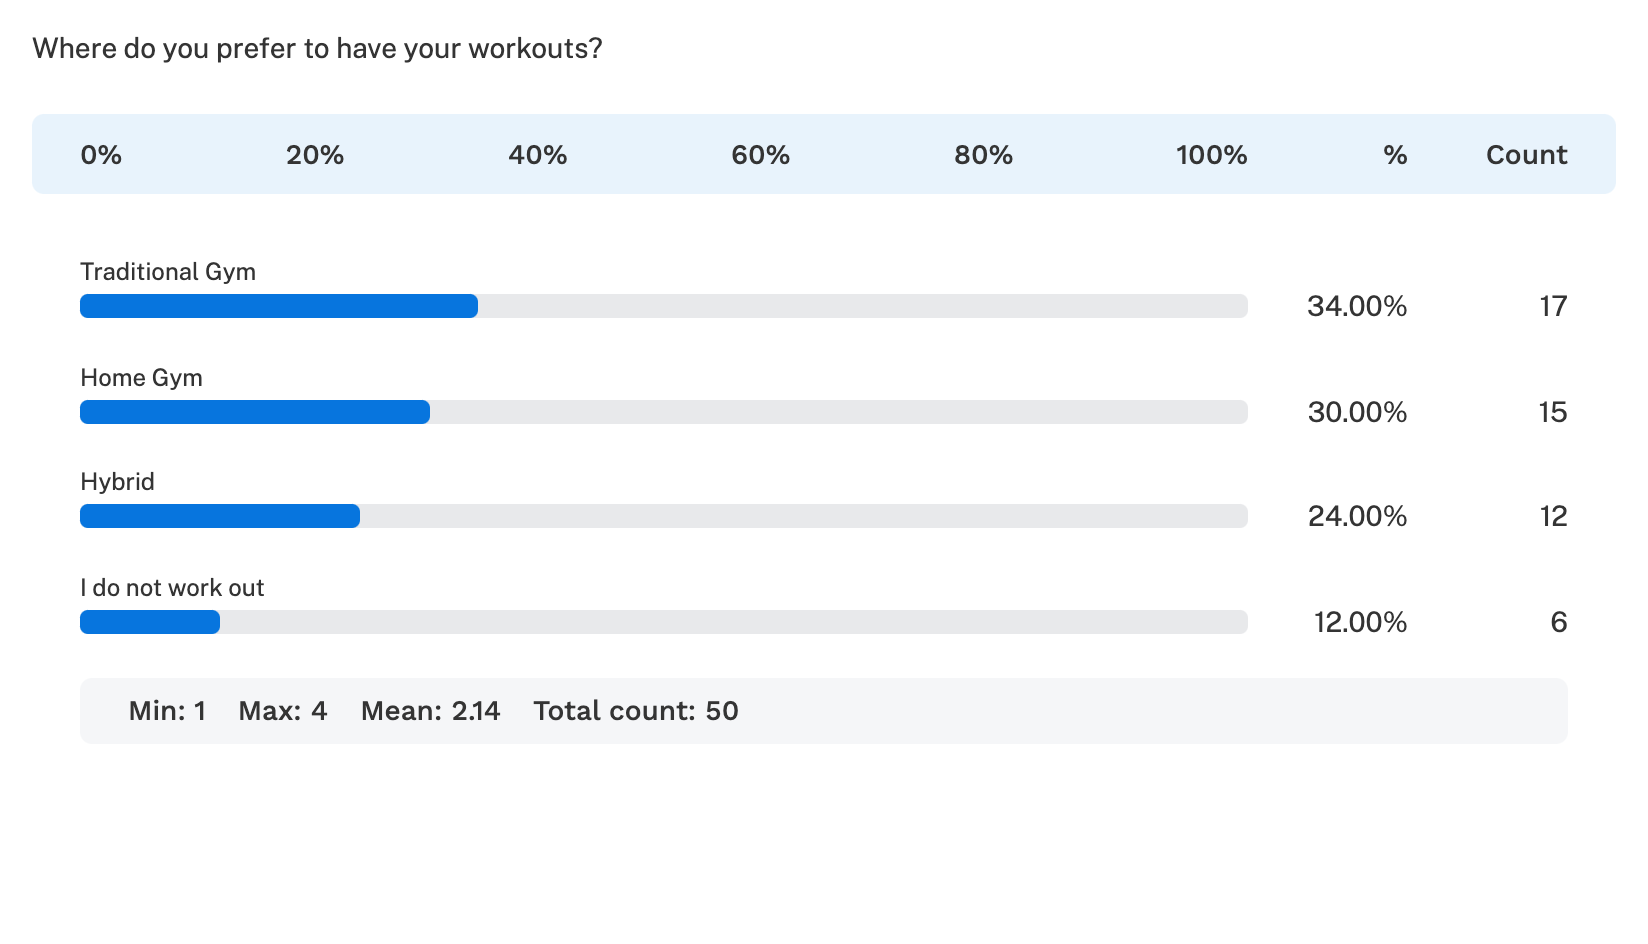 Where do you prefer to have your workouts?
0% 20% 40% 60% 80% 100% % Count
Traditional Gym
34.00% 17
Home Gym
30.00% 15
Hybrid
24.00% 12
I do not work out
12.00% 6
Min: 1 Max: 4 Mean: 2.14 Total count: 50